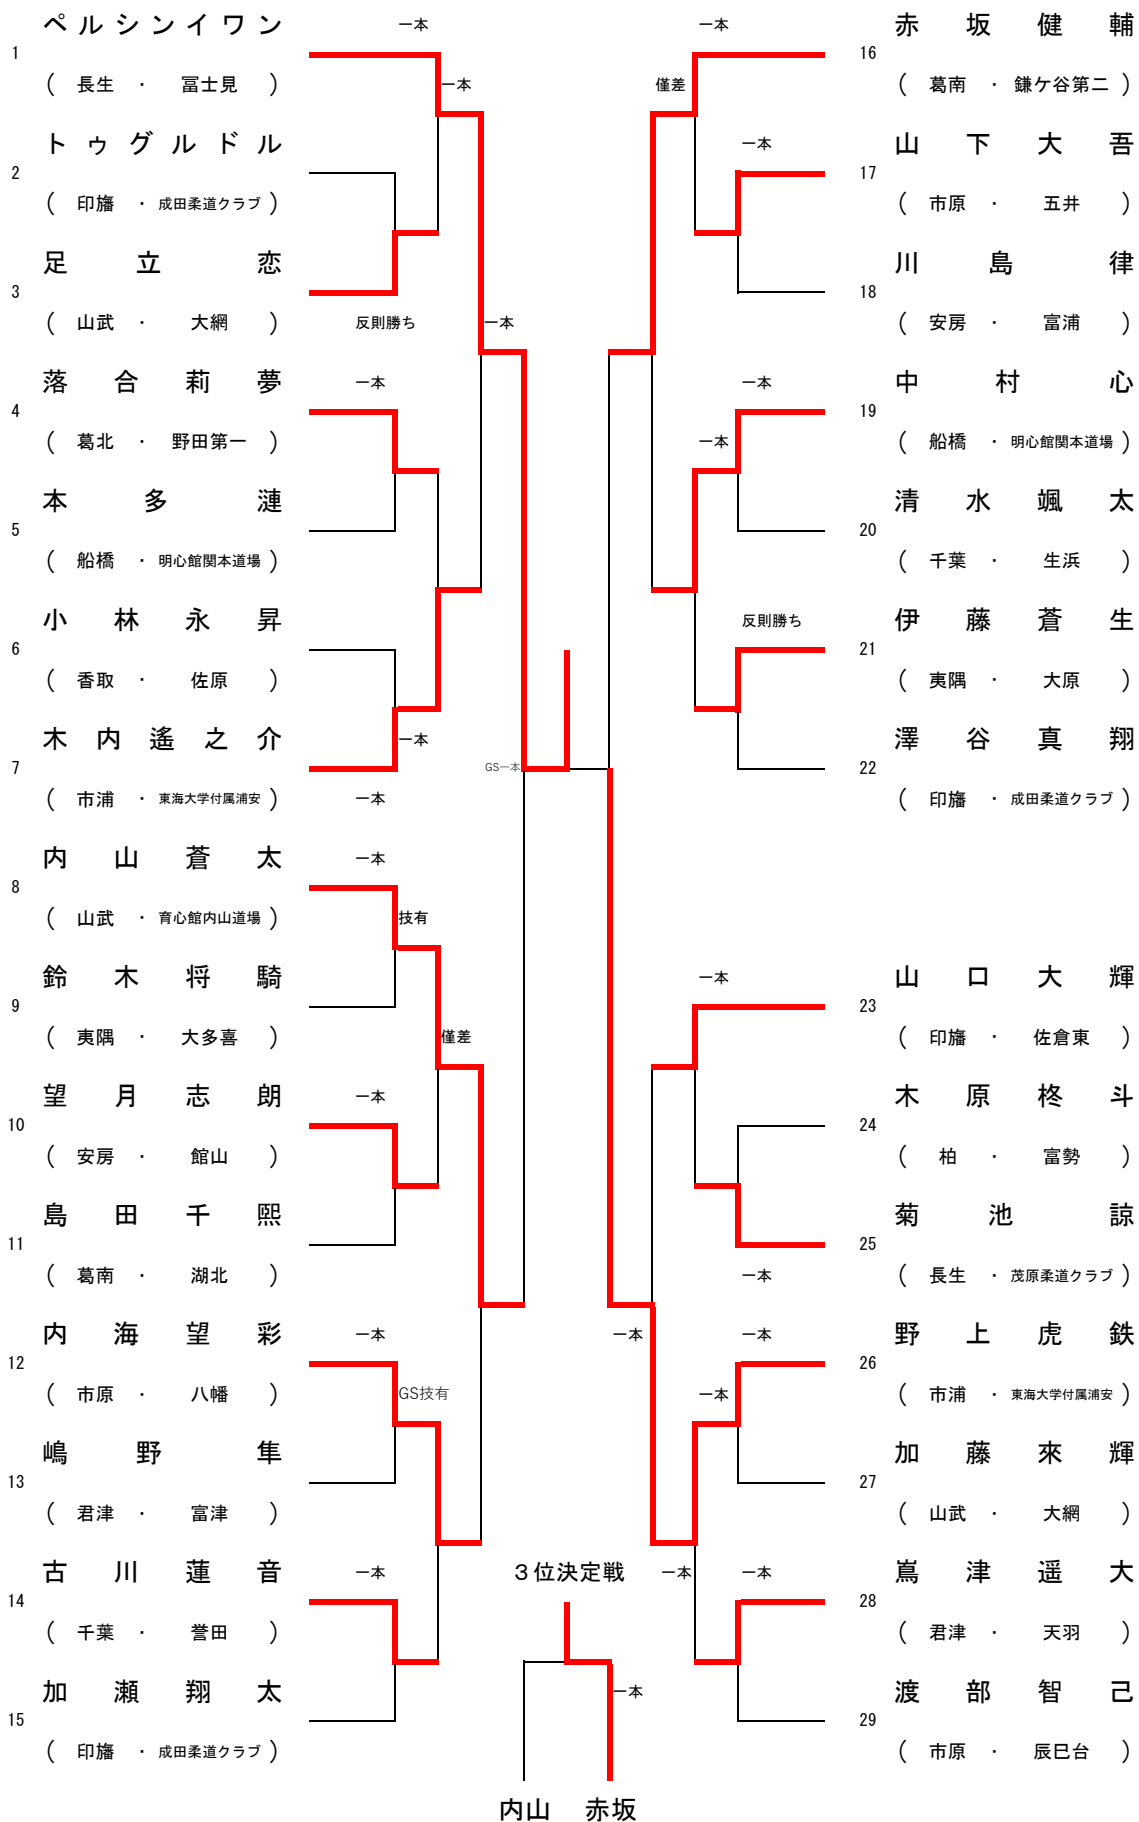 ペルシンイワン
一本
1
( 長生 ・ 冨士見 )
一本
トゥグルドル
2
( 印旛 ・ 成田柔道クラブ )
足立恋
3
( 山武 ・ 大網 )
反則勝ち
一本
落合莉夢
一本
4
( 葛北 ・ 野田第一 )
本多漣
5
( 船橋 ・ 明心館関本道場 )
小林永昇
6
( 香取 ・ 佐原 )
木内遙之介
一本
7
GS一本
( 市浦 ・ 東海大学付属浦安 )
一本
内山蒼太
一本
8
( 山武 ・ 育心館内山道場 )
技有
鈴木将騎
9
( 夷隅 ・ 大多喜 )
僅差
望月志朗
一本
10
( 安房 ・ 館山 )
島田千熙
11
( 葛南 ・ 湖北 )
内海望彩
一本
12
( 市原 ・ 八幡 )
GS技有
嶋野隼
13
( 君津 ・ 富津 )
古川蓮音
一本
14
( 千葉 ・ 誉田 )
加瀬翔太
15
( 印旛 ・ 成田柔道クラブ )
一本
赤坂健輔
16
僅差
( 葛南 ・ 鎌ケ谷第二 )
一本
山下大吾
17
( 市原 ・ 五井 )
川島律
18
( 安房 ・ 富浦 )
一本
中村心
19
一本
( 船橋 ・ 明心館関本道場 )
清水颯太
20
( 千葉 ・ 生浜 )
反則勝ち
伊藤蒼生
21
( 夷隅 ・ 大原 )
澤谷真翔
22
( 印旛 ・ 成田柔道クラブ )
一本
山口大輝
23
( 印旛 ・ 佐倉東 )
木原柊斗
24
( 柏 ・ 富勢 )
菊池諒
25
一本
( 長生 ・ 茂原柔道クラブ )
一本
一本
野上虎鉄
26
一本
( 市浦 ・ 東海大学付属浦安 )
加藤來輝
27
( 山武 ・ 大網 )
一本
一本
嶌津遥大
28
( 君津 ・ 天羽 )
渡部智己
29
( 市原 ・ 辰巳台 )
３位決定戦
一本
内山 赤坂